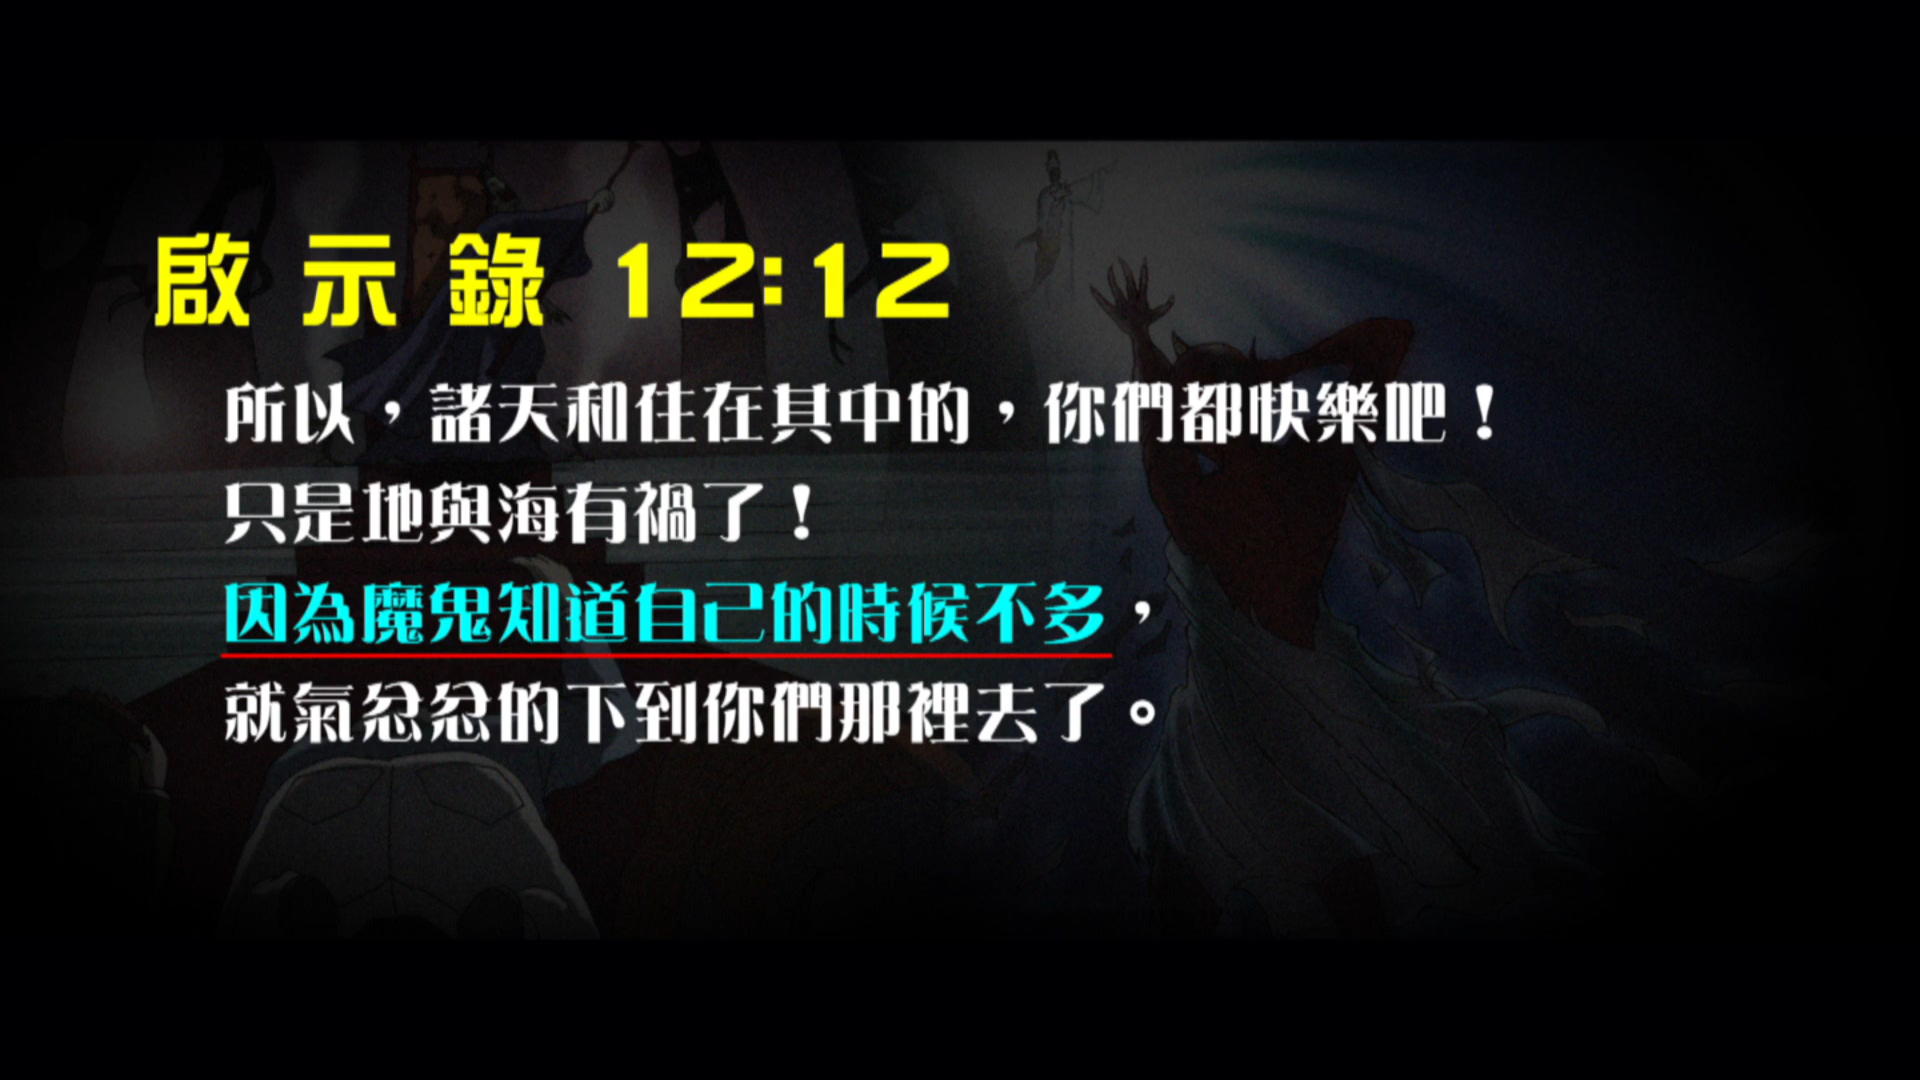 啟示錄 12:12
所以，諸天和住在其中的，你們都快樂吧！
只是地與海有禍了！
因為魔鬼知道自己的時候不多，
就氣忿忿的下到你們那裡去了。